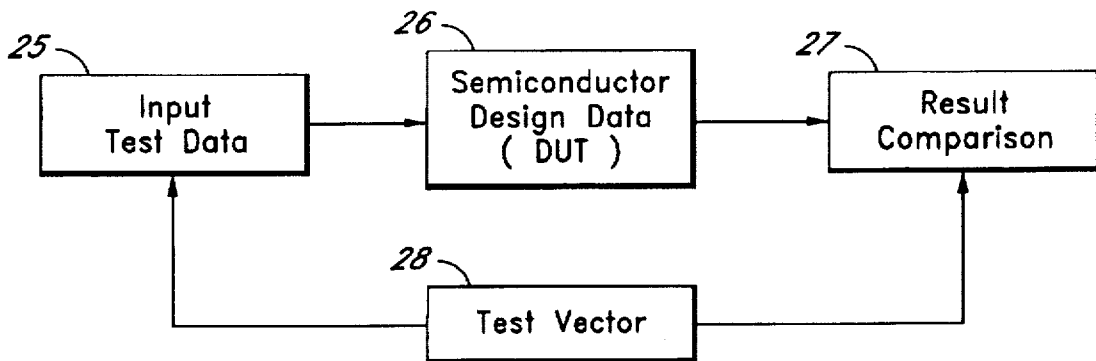 25
Input
Test Data
26
Semiconductor
Design Data
( DUT )
27
Result
Comparison
28
Test Vector